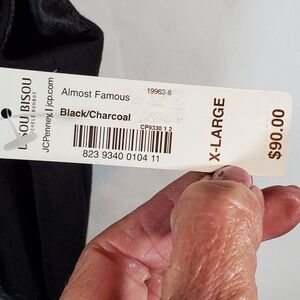 SOU BISOU
JCPenney | jcp.com
Almost Famous
19963 8
Black/Charcoal
CP9330 1 2
823 9340 0104 11
X-LARGE
$90.00